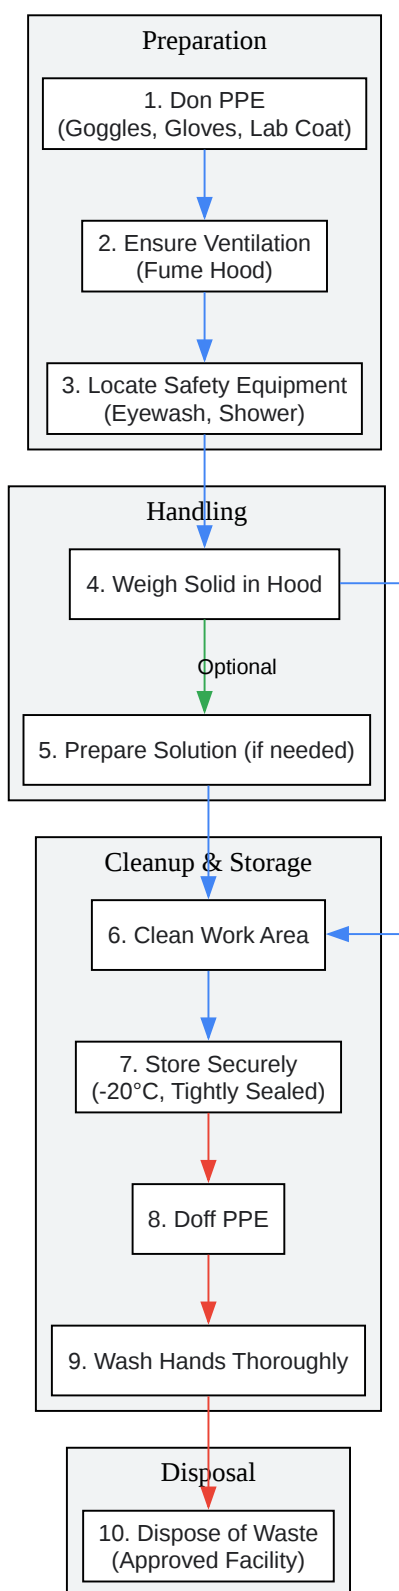 Preparation
1. Don PPE
(Goggles, Gloves, Lab Coat)
2. Ensure Ventilation
(Fume Hood)
3. Locate Safety Equipment
(Eyewash, Shower)
Handling
4. Weigh Solid in Hood
Optional
5. Prepare Solution (if needed)
Cleanup & Storage
6. Clean Work Area
7. Store Securely
(-20°C, Tightly Sealed)
8. Doff PPE
9. Wash Hands Thoroughly
Disposal
10. Dispose of Waste
(Approved Facility)